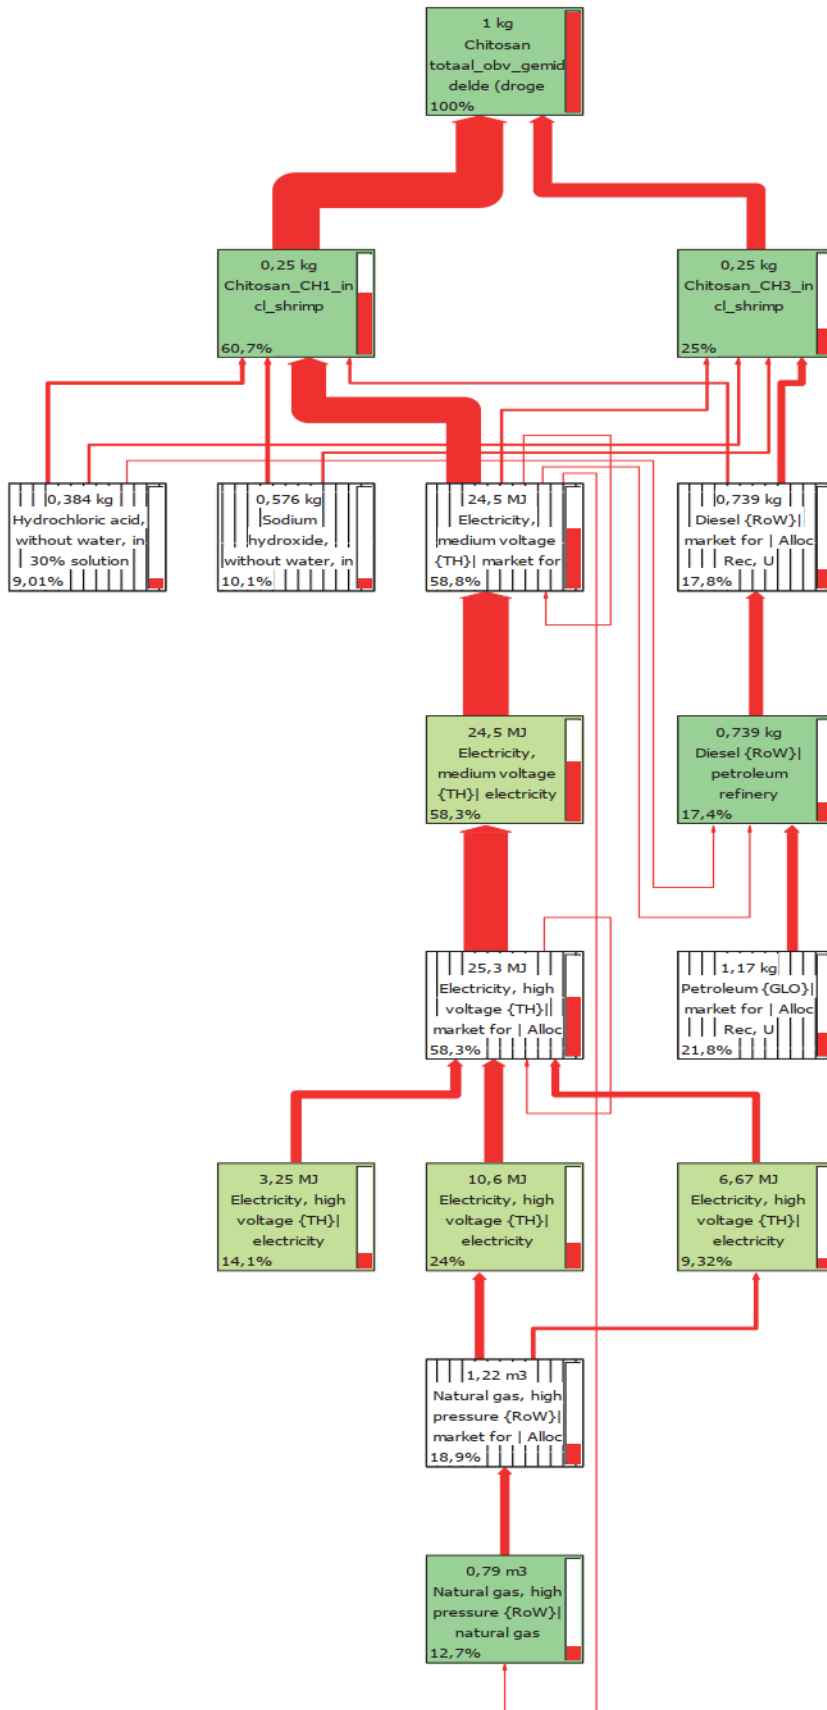 1 kg
Chitosan
totaal_obv_gemid
delde (droge
100%
0,25 kg
Chitosan_CH1_in
cl_shrimp
60,7%
0,25 kg
Chitosan_CH3_in
cl_shrimp
25%
0,384 kg
Hydrochloric acid,
without water, in
30% solution
9,01%
0,576 kg
Sodium
hydroxide,
without water, in
10,1%
24,5 MJ
Electricity,
medium voltage
{TH}| market for
58,8%
0,739 kg
Diesel {RoW}|
market for | Alloc
Rec, U
17,8%
24,5 MJ
Electricity,
medium voltage
{TH}| electricity
58,3%
0,739 kg
Diesel {RoW}|
petroleum
refinery
17,4%
25,3 MJ
Electricity, high
voltage {TH}|
market for | Alloc
58,3%
1,17 kg
Petroleum {GLO}|
market for | Alloc
Rec, U
21,8%
3,25 MJ
Electricity, high
voltage {TH}|
electricity
14,1%
10,6 MJ
Electricity, high
voltage {TH}|
electricity
24%
6,67 MJ
Electricity, high
voltage {TH}|
electricity
9,32%
1,22 m3
Natural gas, high
pressure {RoW}|
market for | Alloc
18,9%
0,79 m3
Natural gas, high
pressure {RoW}|
natural gas
12,7%